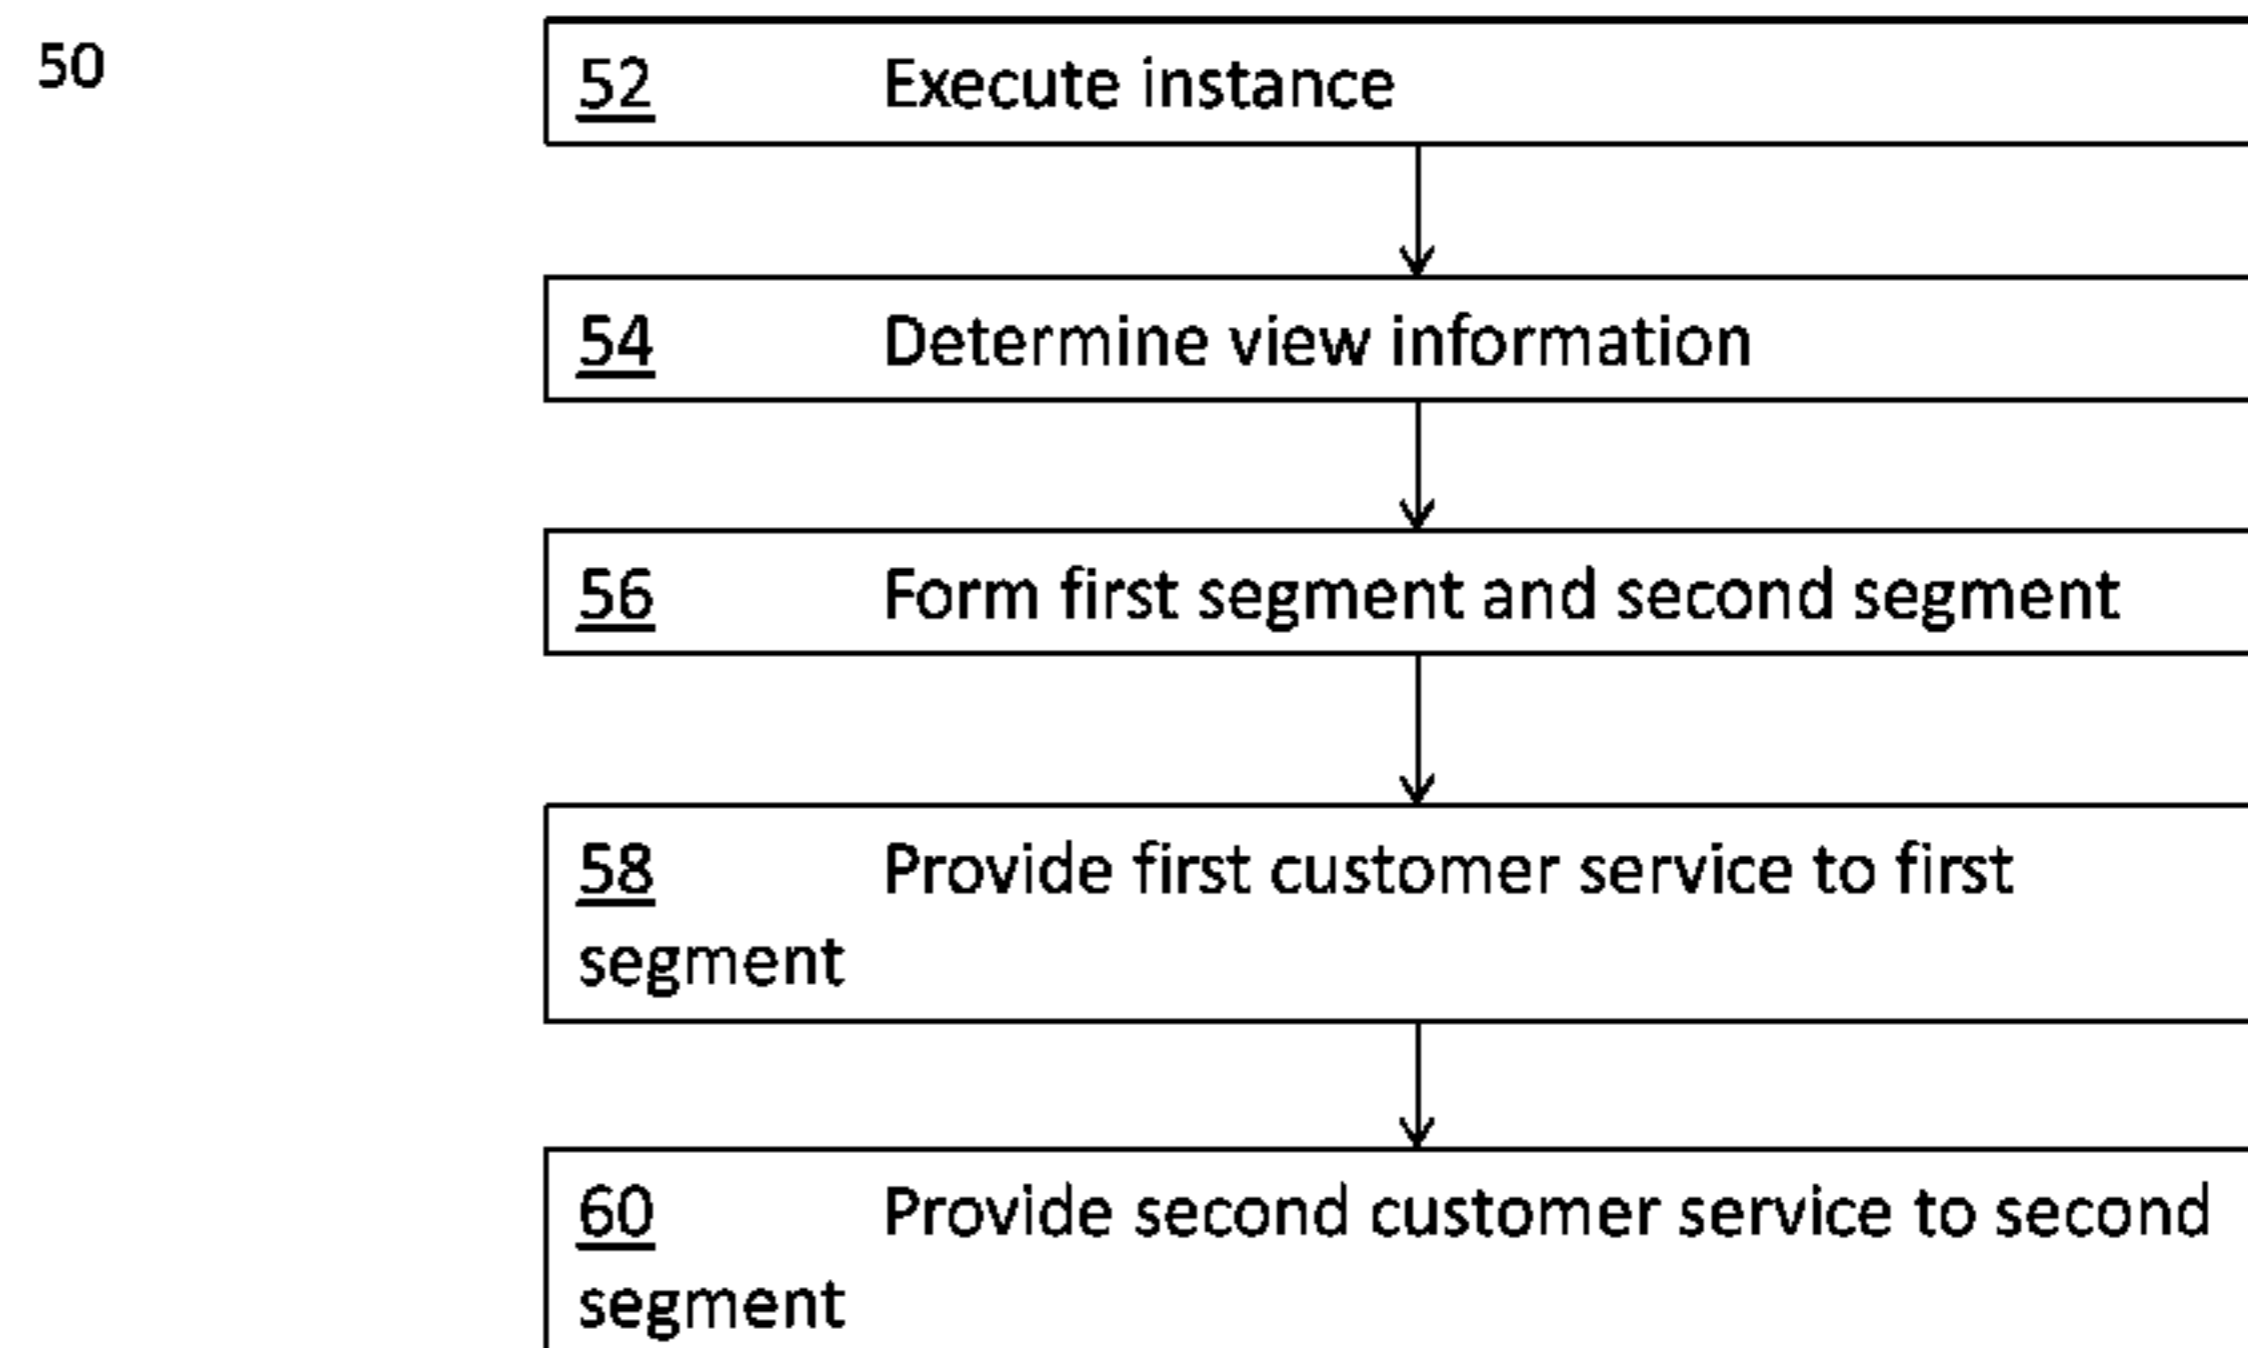 50
52 Execute instance
54 Determine view information
56 Form first segment and second segment
58 Provide first customer service to first
segment
60 Provide second customer service to second
segment